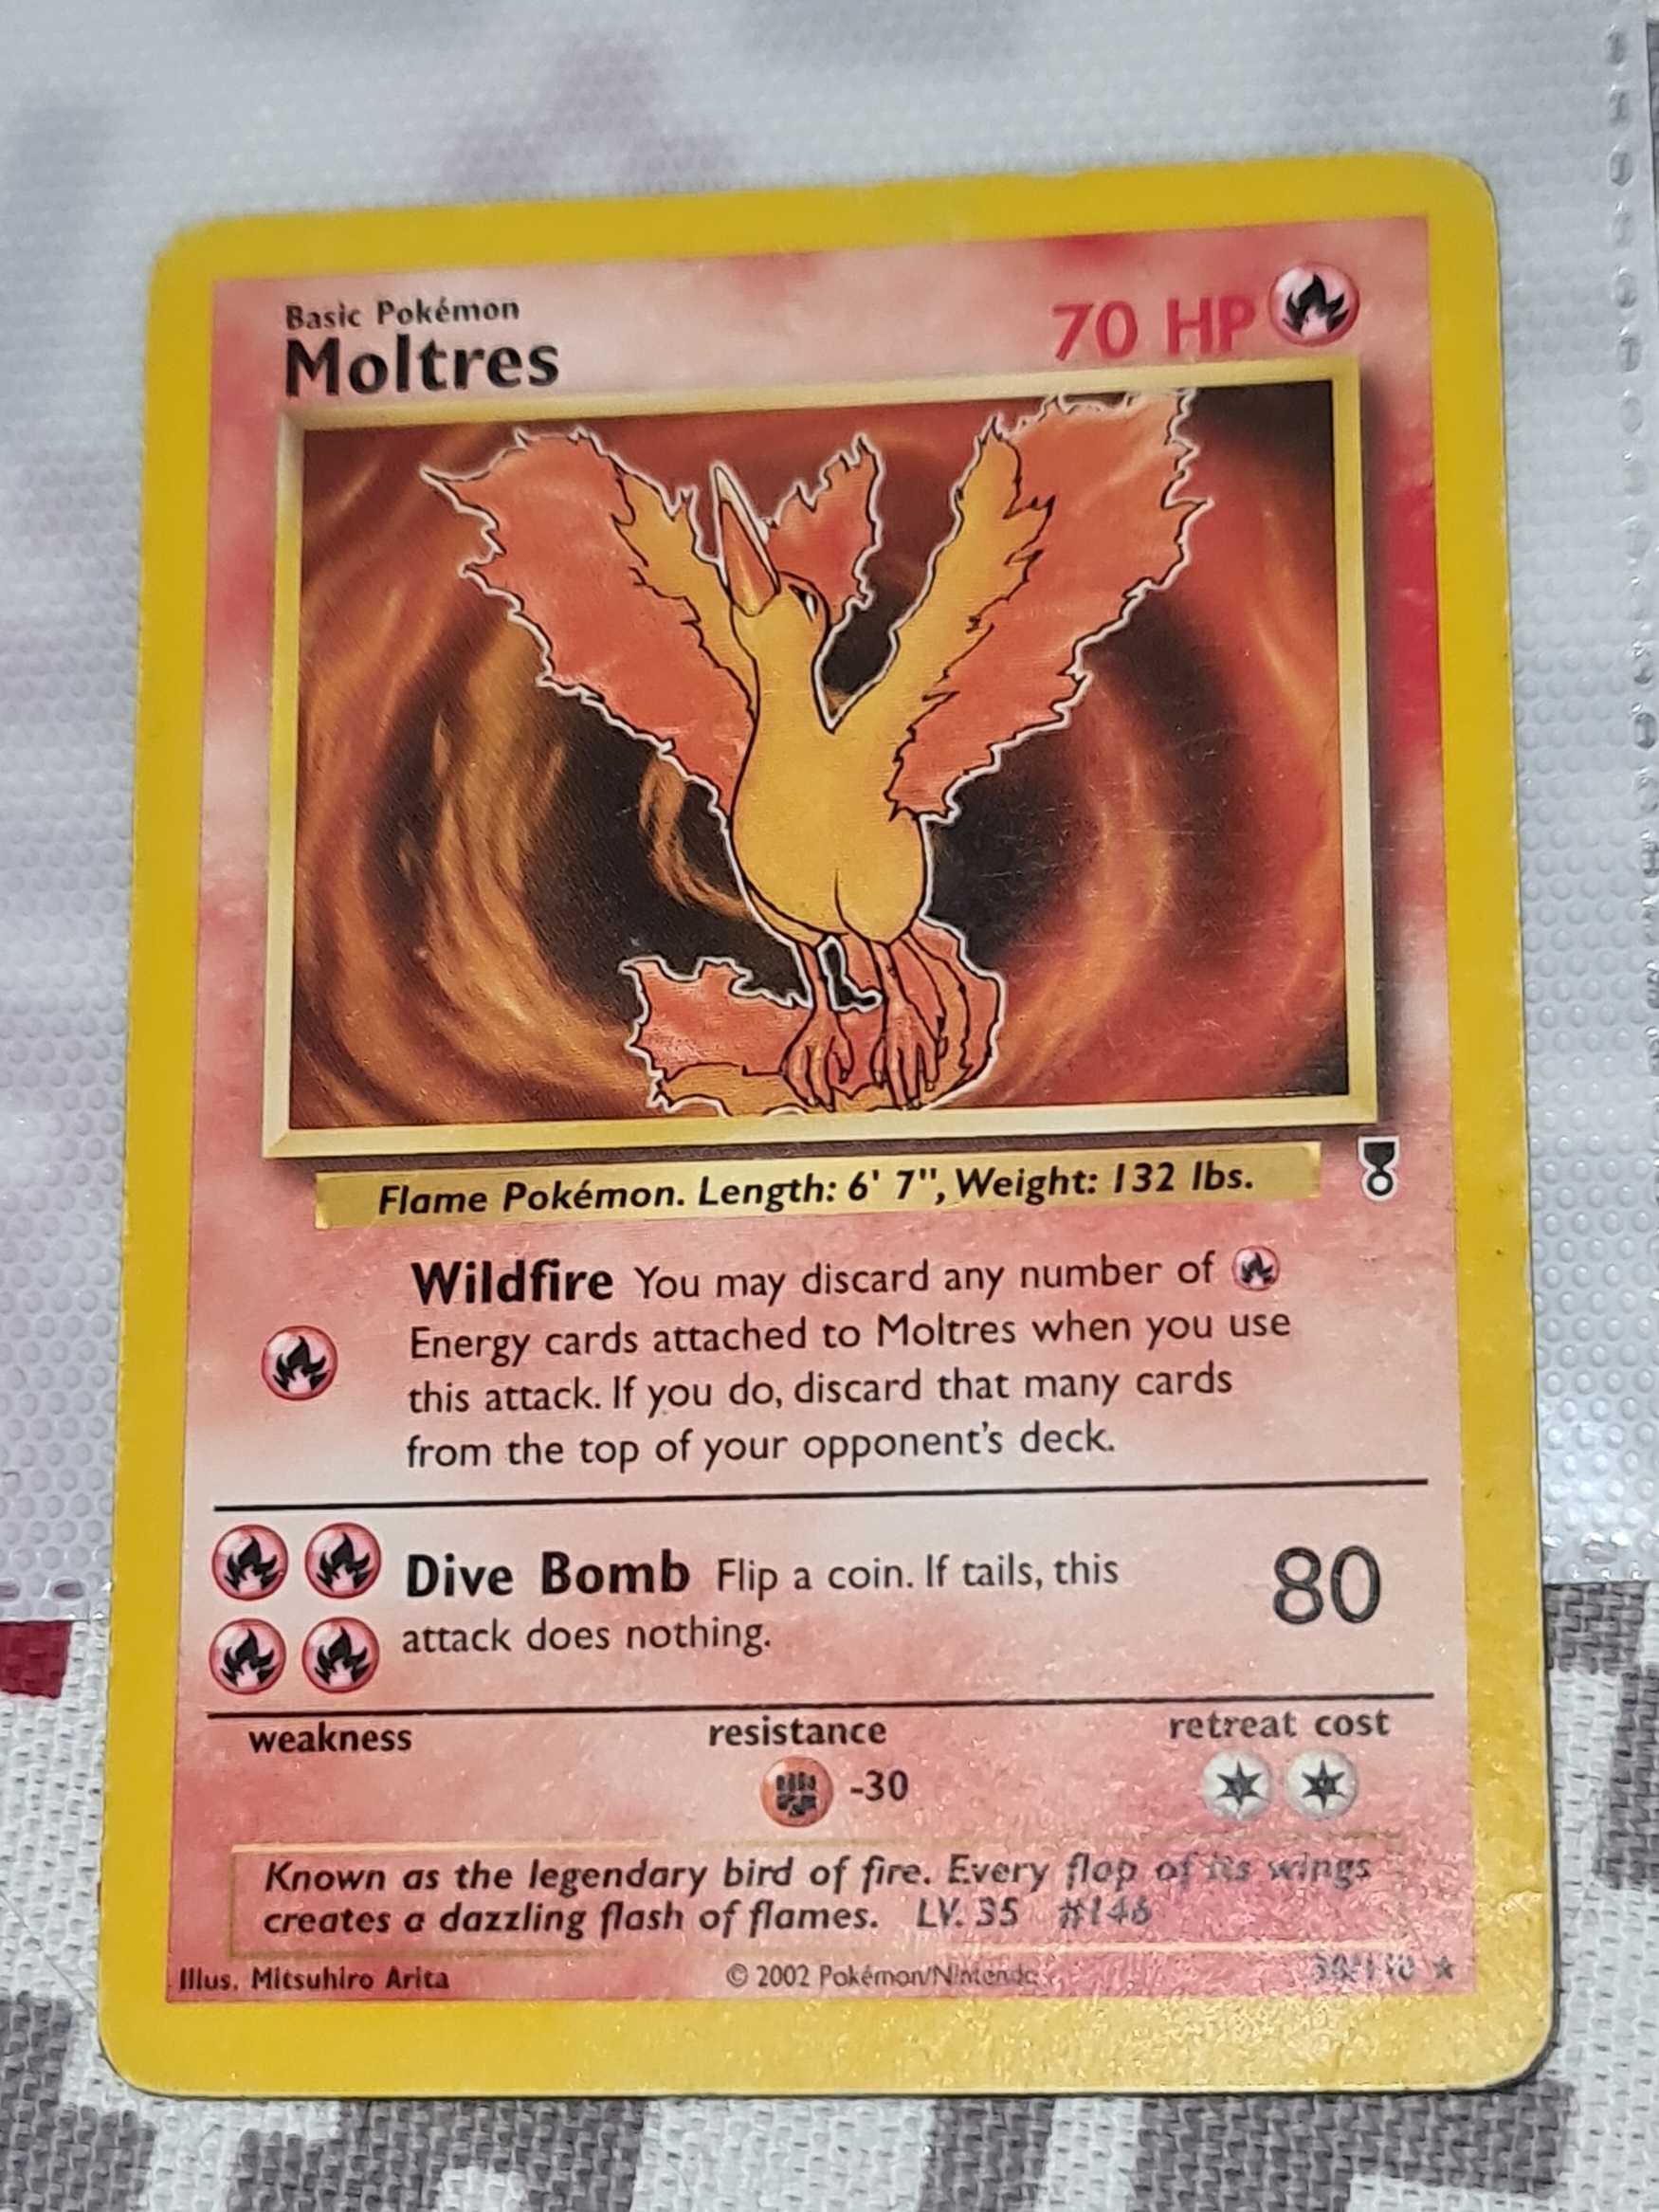 Basic Pokémon
Moltres
70 HP
Flame Pokémon. Length: 6' 7", Weight: 132 lbs.
Wildfire You may discard any number of
Energy cards attached to Moltres when you use
this attack. If you do, discard that many cards
from the top of your opponent's deck.
Dive Bomb Flip a coin. If tails, this
attack does nothing.
80
weakness
resistance
retreat cost
-30
Known as the legendary bird of fire. Every flap of its wings
creates a dazzling flash of flames. LV. 35 #146
Illus. Mitsuhiro Arita
© 2002 Pokémon/Nintendo